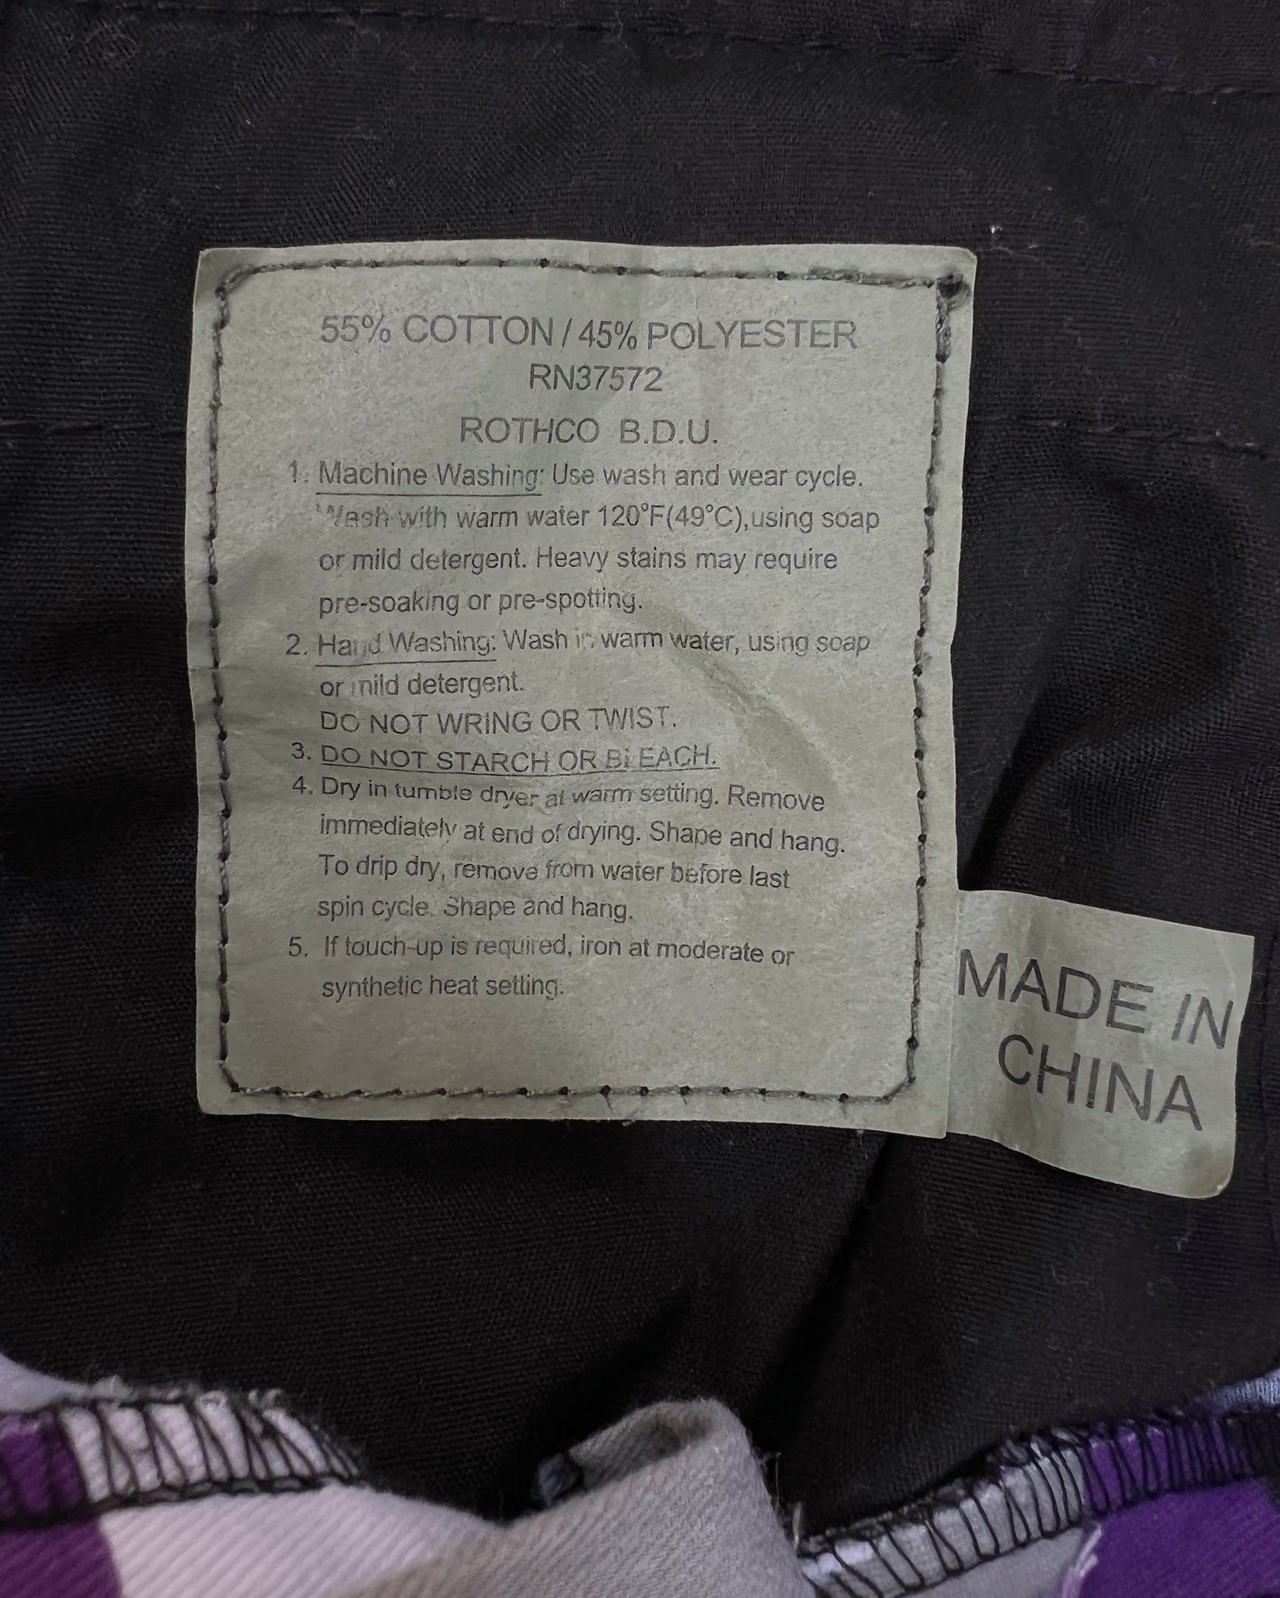 55% COTTON / 45% POLYESTER
RN37572
ROTHCO B.D.U.
1. Machine Washing: Use wash and wear cycle.
Wash with warm water 120°F(49°C),using soap
or mild detergent. Heavy stains may require
pre-soaking or pre-spotting.
2. Hand Washing: Wash in warm water, using soap
or mild detergent.
DO NOT WRING OR TWIST.
3. DO NOT STARCH OR BLEACH.
4. Dry in tumble dryer at warm setting. Remove
immediately at end of drying. Shape and hang.
To drip dry, remove from water before last
spin cycle. Shape and hang.
5. If touch-up is required, iron at moderate or
synthetic heat setting.
MADE IN
CHINA